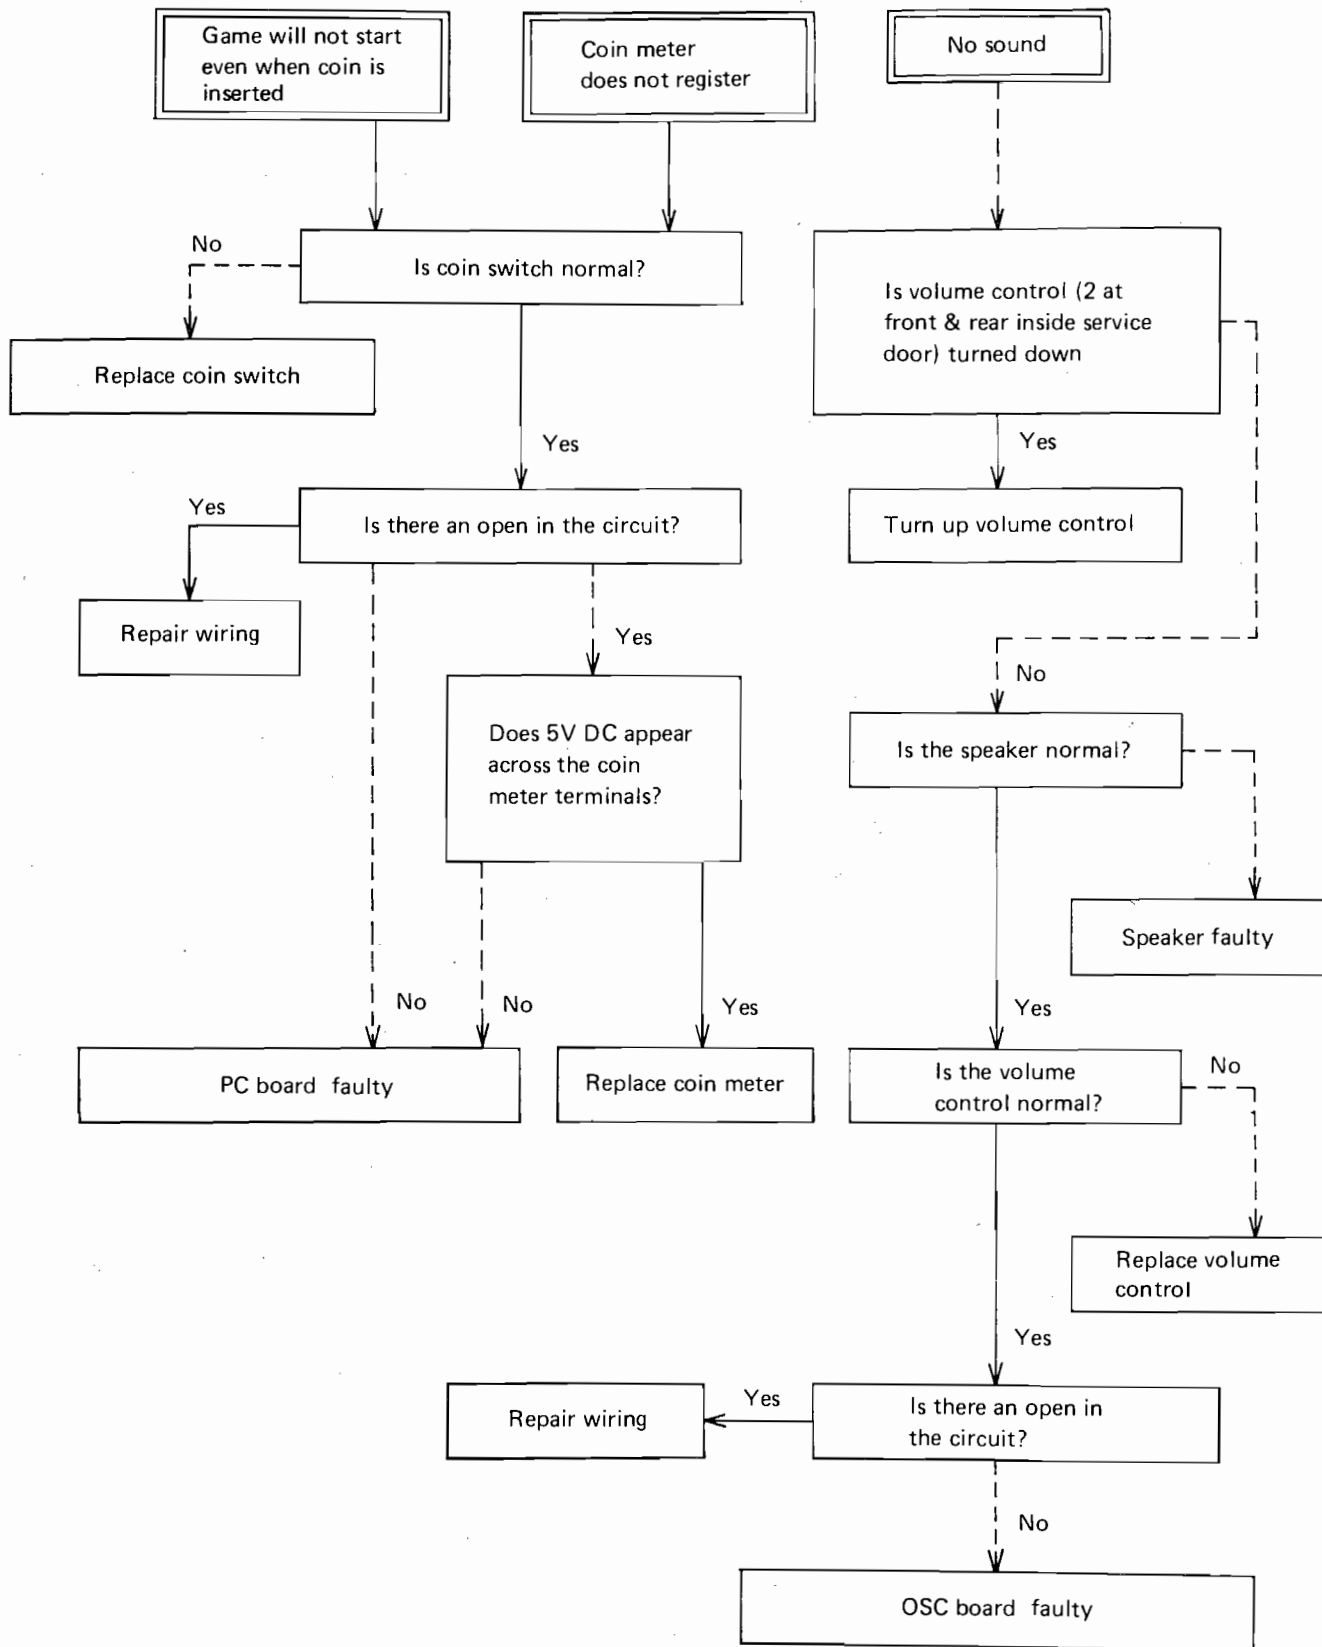 Game will not start
even when coin is
inserted
Coin meter
does not register
No sound
No
Is coin switch normal?
Is volume control (2 at
front & rear inside service
door) turned down
Replace coin switch
Yes
Yes
Turn up volume control
Yes
Is there an open in the circuit?
Repair wiring
Yes
No
Does 5V DC appear
across the coin
meter terminals?
Is the speaker normal?
Speaker faulty
No
No
Yes
Yes
PC board faulty
Replace coin meter
Is the volume
control normal?
No
Replace volume
control
Yes
Repair wiring
Yes
Is there an open in
the circuit?
No
OSC board faulty